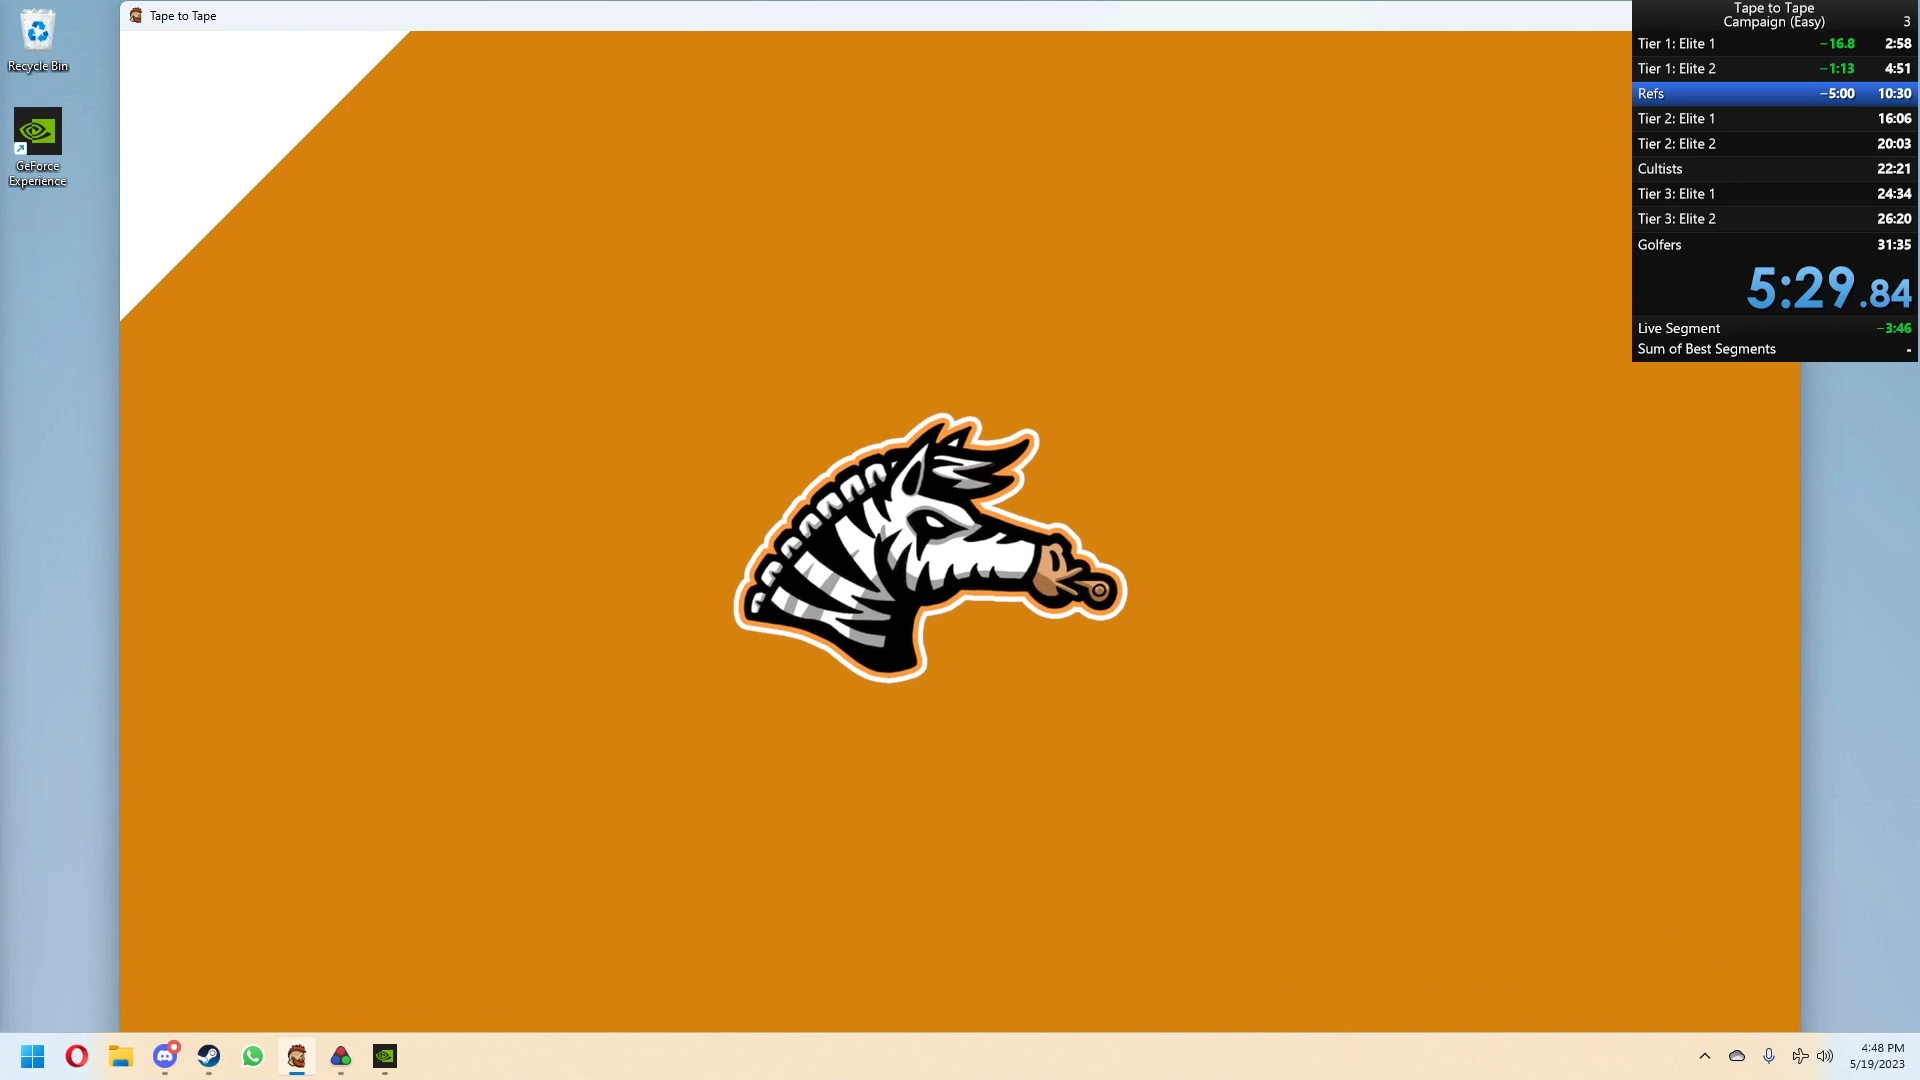 Recycle Bin
GeForce
Experience
Tape to Tape
Tape to Tape
Campaign (Easy) 3
Tier 1: Elite 1 −16.8 2:58
Tier 1: Elite 2 −1:13 4:51
Refs −5:00 10:30
Tier 2: Elite 1 16:06
Tier 2: Elite 2 20:03
Cultists 22:21
Tier 3: Elite 1 24:34
Tier 3: Elite 2 26:20
Golfers 31:35
5:29.84
Live Segment −3:46
Sum of Best Segments -
4:48 PM
5/19/2023